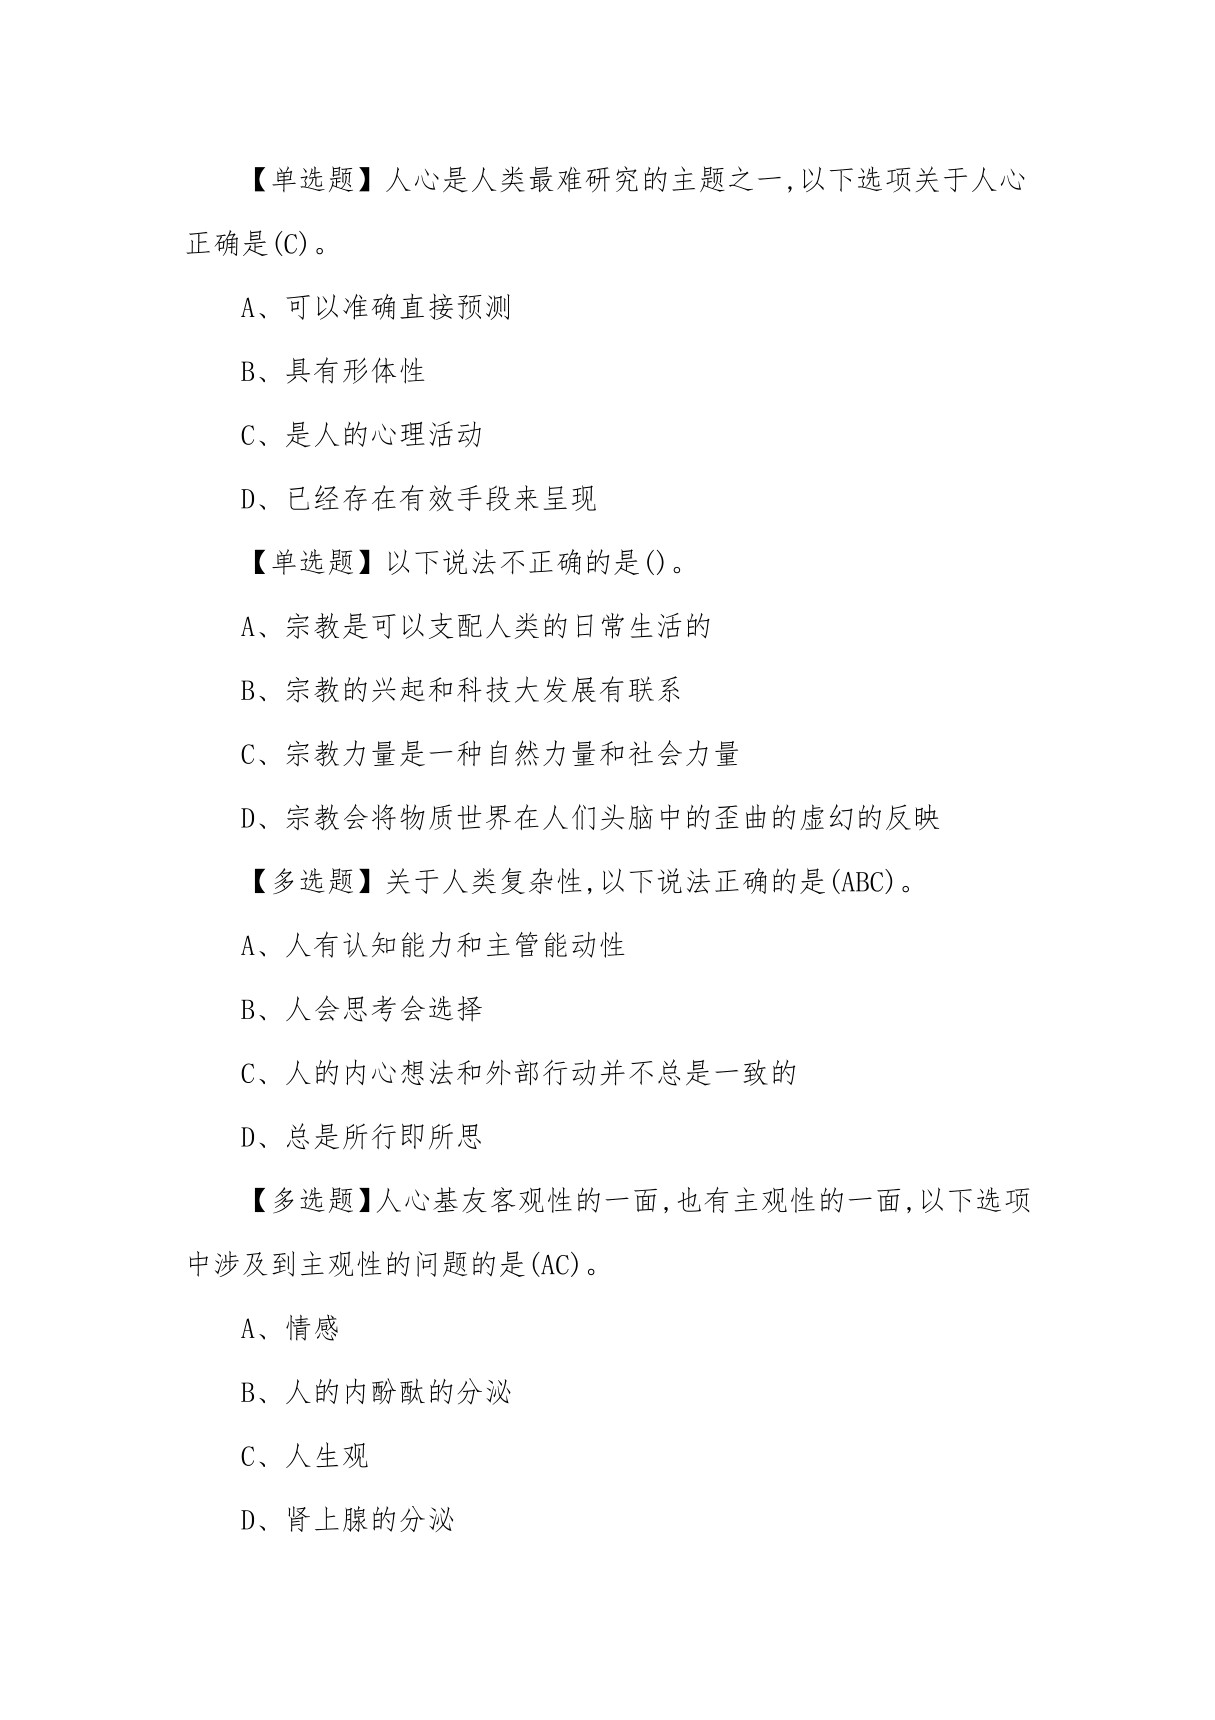 【单选题】人心是人类最难研究的主题之一,以下选项关于人心
正确是(C)。
A、可以准确直接预测
B、具有形体性
C、是人的心理活动
D、已经存在有效手段来呈现
【单选题】以下说法不正确的是()。
A、宗教是可以支配人类的日常生活的
B、宗教的兴起和科技大发展有联系
C、宗教力量是一种自然力量和社会力量
D、宗教会将物质世界在人们头脑中的歪曲的虚幻的反映
【多选题】关于人类复杂性,以下说法正确的是(ABC)。
A、人有认知能力和主管能动性
B、人会思考会选择
C、人的内心想法和外部行动并不总是一致的
D、总是所行即所思
【多选题】人心基友客观性的一面,也有主观性的一面,以下选项
中涉及到主观性的问题的是(AC)。
A、情感
B、人的内酚酞的分泌
C、人生观
D、肾上腺的分泌